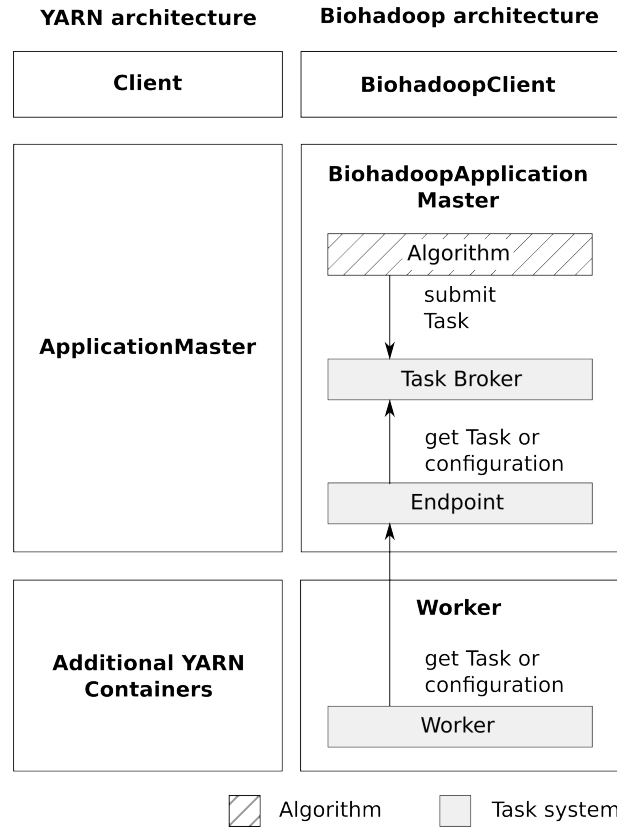 YARN architecture
Biohadoop architecture
Client
BiohadoopClient
ApplicationMaster
BiohadoopApplication
Master
Algorithm
submit
Task
Task Broker
get Task or
configuration
Endpoint
Additional YARN
Containers
Worker
get Task or
configuration
Worker
Algorithm
Task system